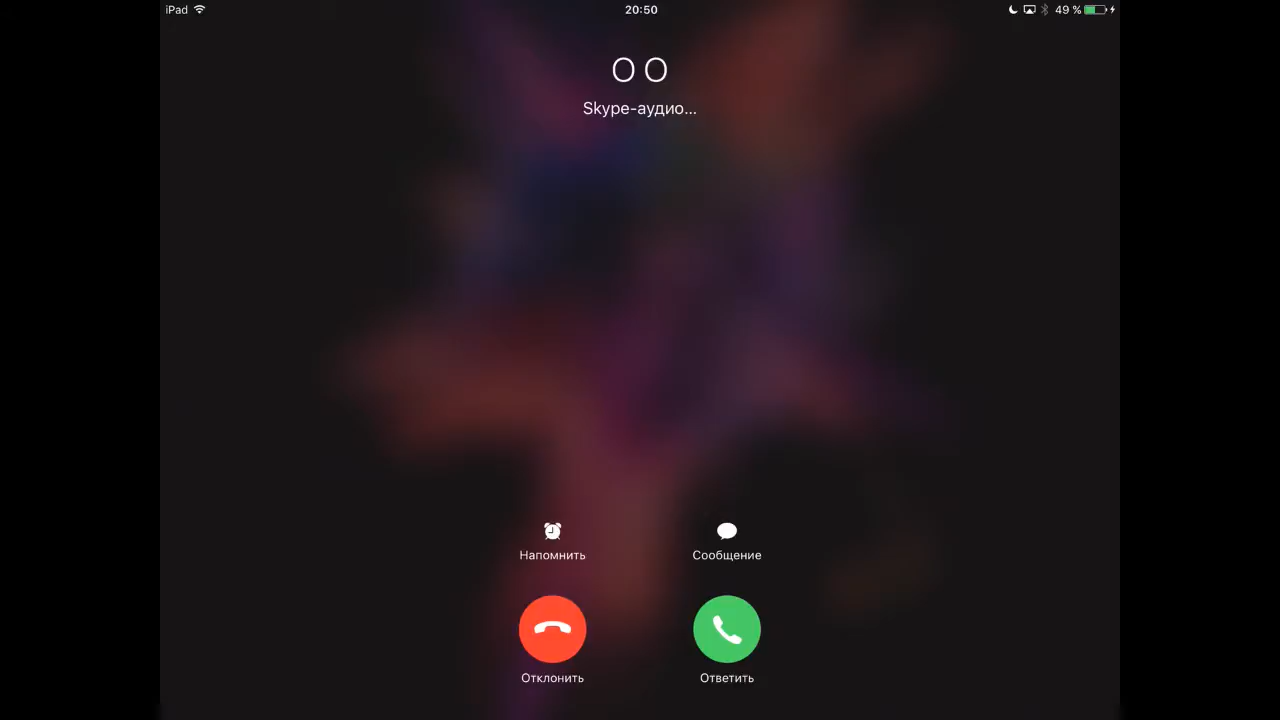 iPad
20:50
49 %
O O
Skype-аудио...
Напомнить
Сообщение
Отклонить
Ответить